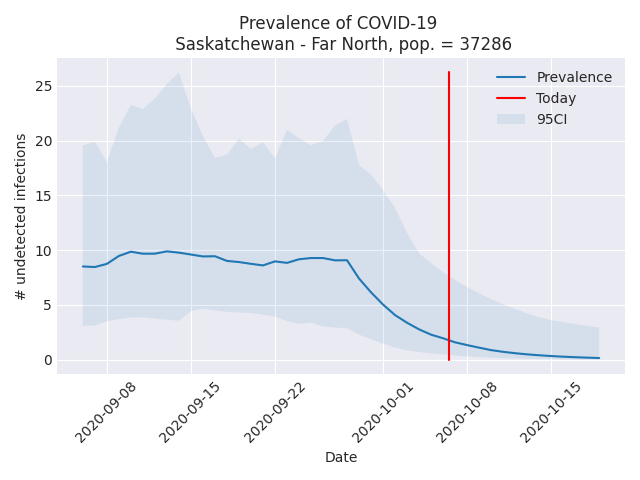 Prevalence of COVID-19
Saskatchewan - Far North, pop. = 37286
# undetected infections
25
20
15
10
5
0
Prevalence
Today
95CI
2020-09-08
2020-09-15
2020-09-22
2020-10-01
2020-10-08
2020-10-15
Date